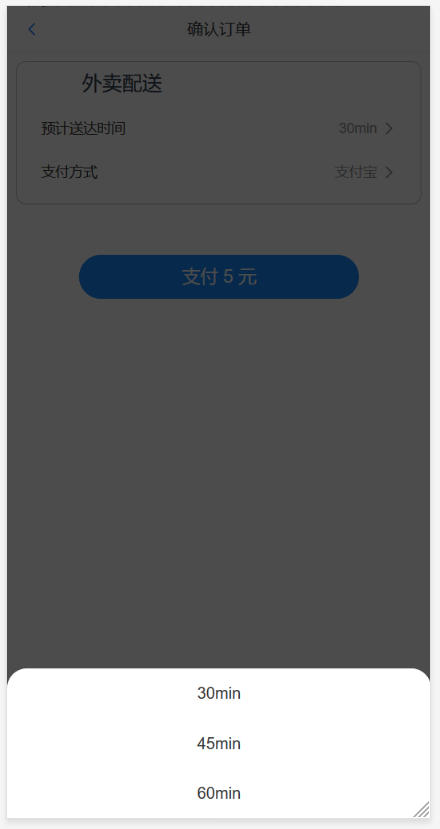 确认订单
外卖配送
预计送达时间 30min
支付方式 支付宝
支付 5 元
30min
45min
60min